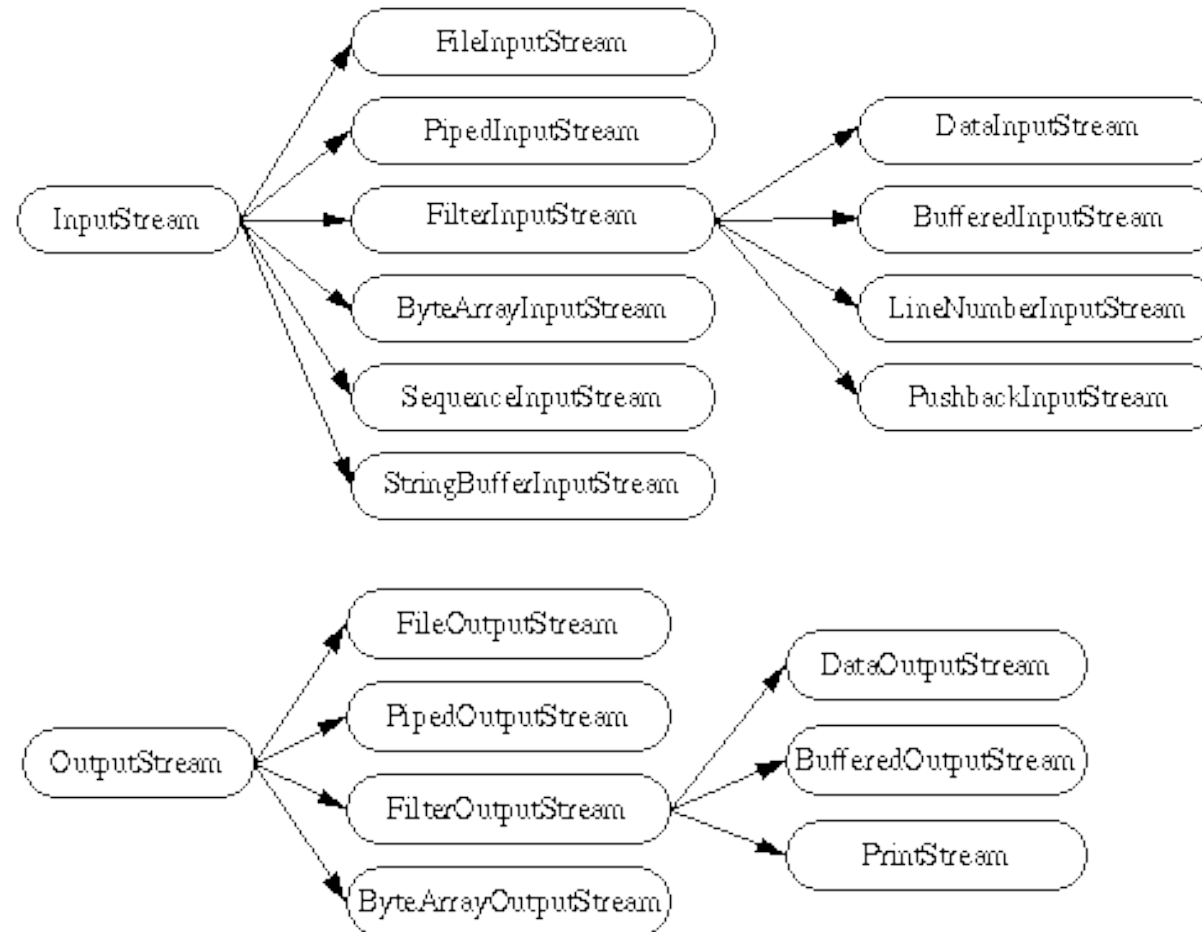 FileInputStream
PipedInputStream
DataInputStream
InputStream
FilterInputStream
BufferedInputStream
ByteArrayInputStream
LineNumberInputStream
SequenceInputStream
PushbackInputStream
StringBufferInputStream
FileOutputStream
DataOutputStream
PipedOutputStream
OutputStream
BufferedOutputStream
FilterOutputStream
PrintStream
ByteArrayOutputStream